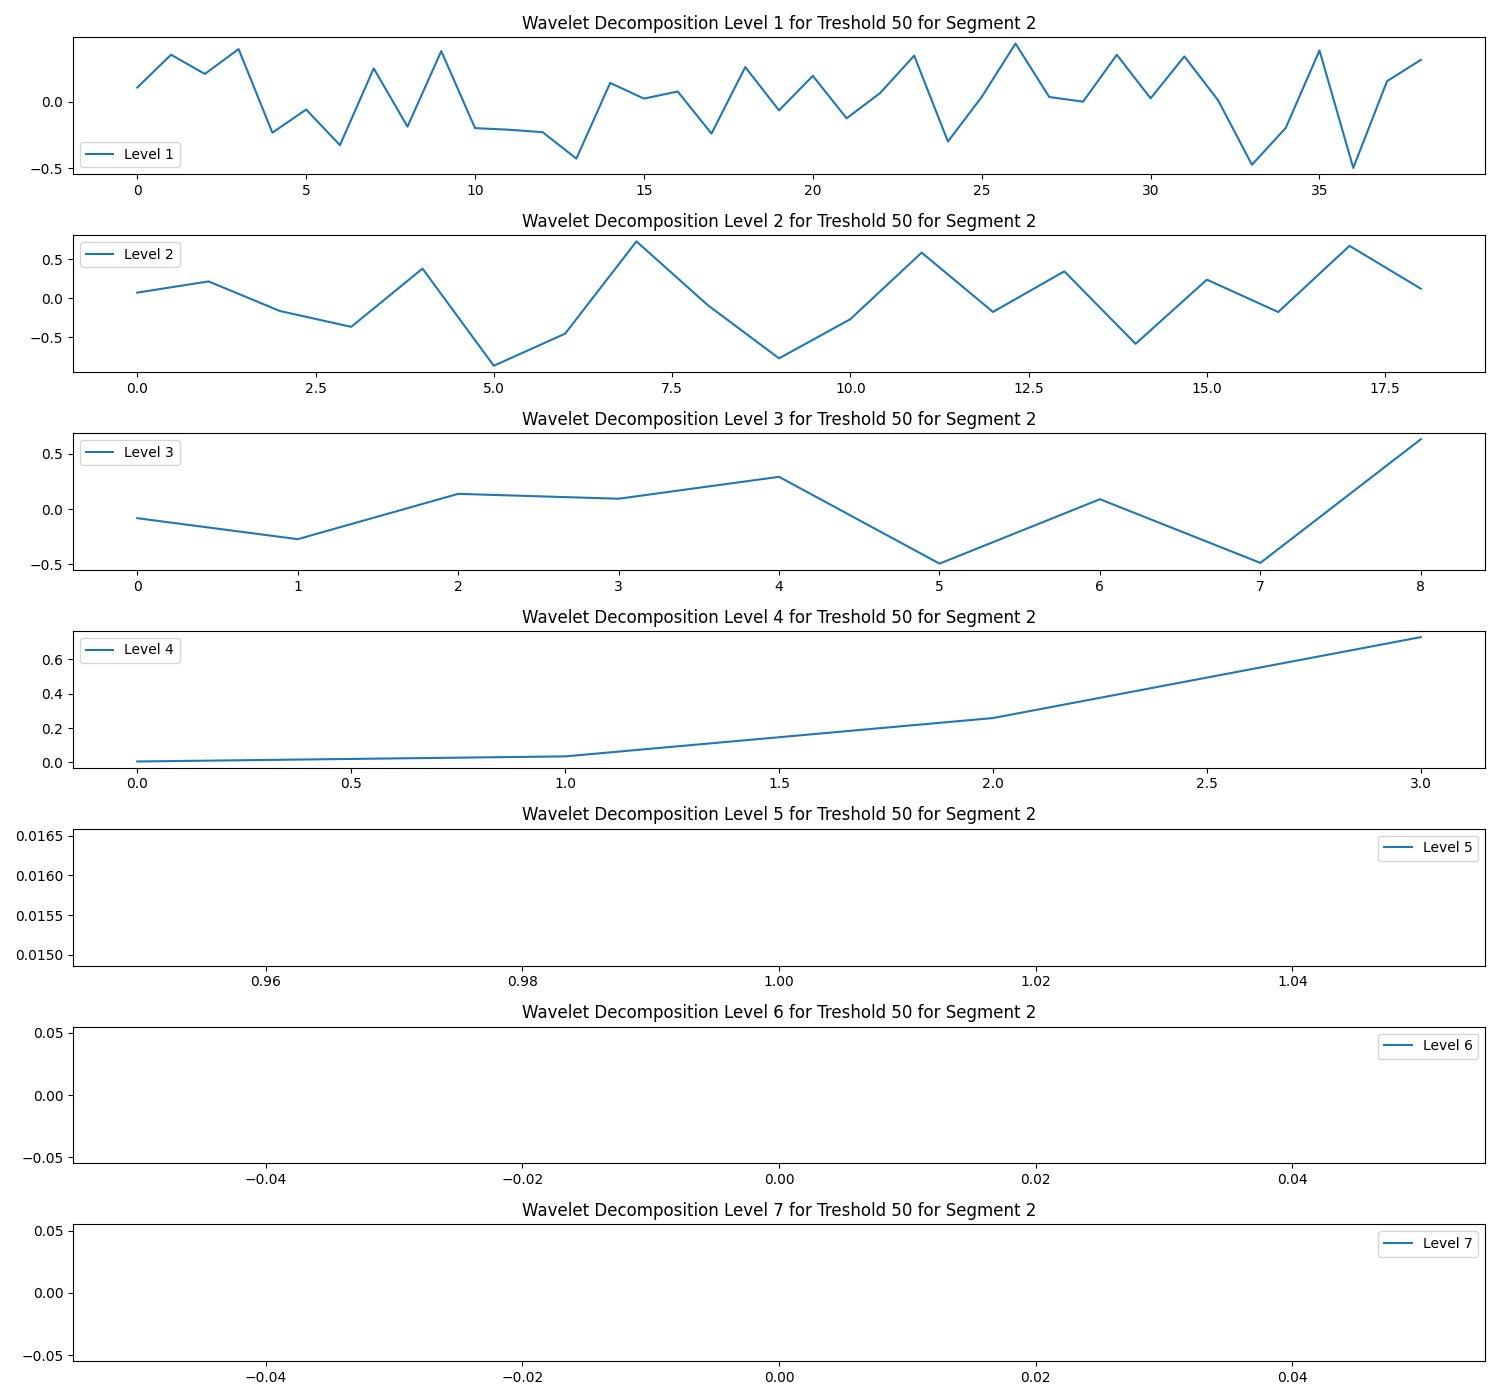 Wavelet Decomposition Level 1 for Treshold 50 for Segment 2
0.0
−0.5
Level 1
0 5 10 15 20 25 30 35
Wavelet Decomposition Level 2 for Treshold 50 for Segment 2
0.5
0.0
−0.5
Level 2
0.0 2.5 5.0 7.5 10.0 12.5 15.0 17.5
Wavelet Decomposition Level 3 for Treshold 50 for Segment 2
0.5
0.0
−0.5
Level 3
0 1 2 3 4 5 6 7 8
Wavelet Decomposition Level 4 for Treshold 50 for Segment 2
0.6
0.4
0.2
0.0
Level 4
0.0 0.5 1.0 1.5 2.0 2.5 3.0
Wavelet Decomposition Level 5 for Treshold 50 for Segment 2
0.0165
0.0160
0.0155
0.0150
Level 5
0.96 0.98 1.00 1.02 1.04
Wavelet Decomposition Level 6 for Treshold 50 for Segment 2
0.05
0.00
−0.05
Level 6
−0.04 −0.02 0.00 0.02 0.04
Wavelet Decomposition Level 7 for Treshold 50 for Segment 2
0.05
0.00
−0.05
Level 7
−0.04 −0.02 0.00 0.02 0.04